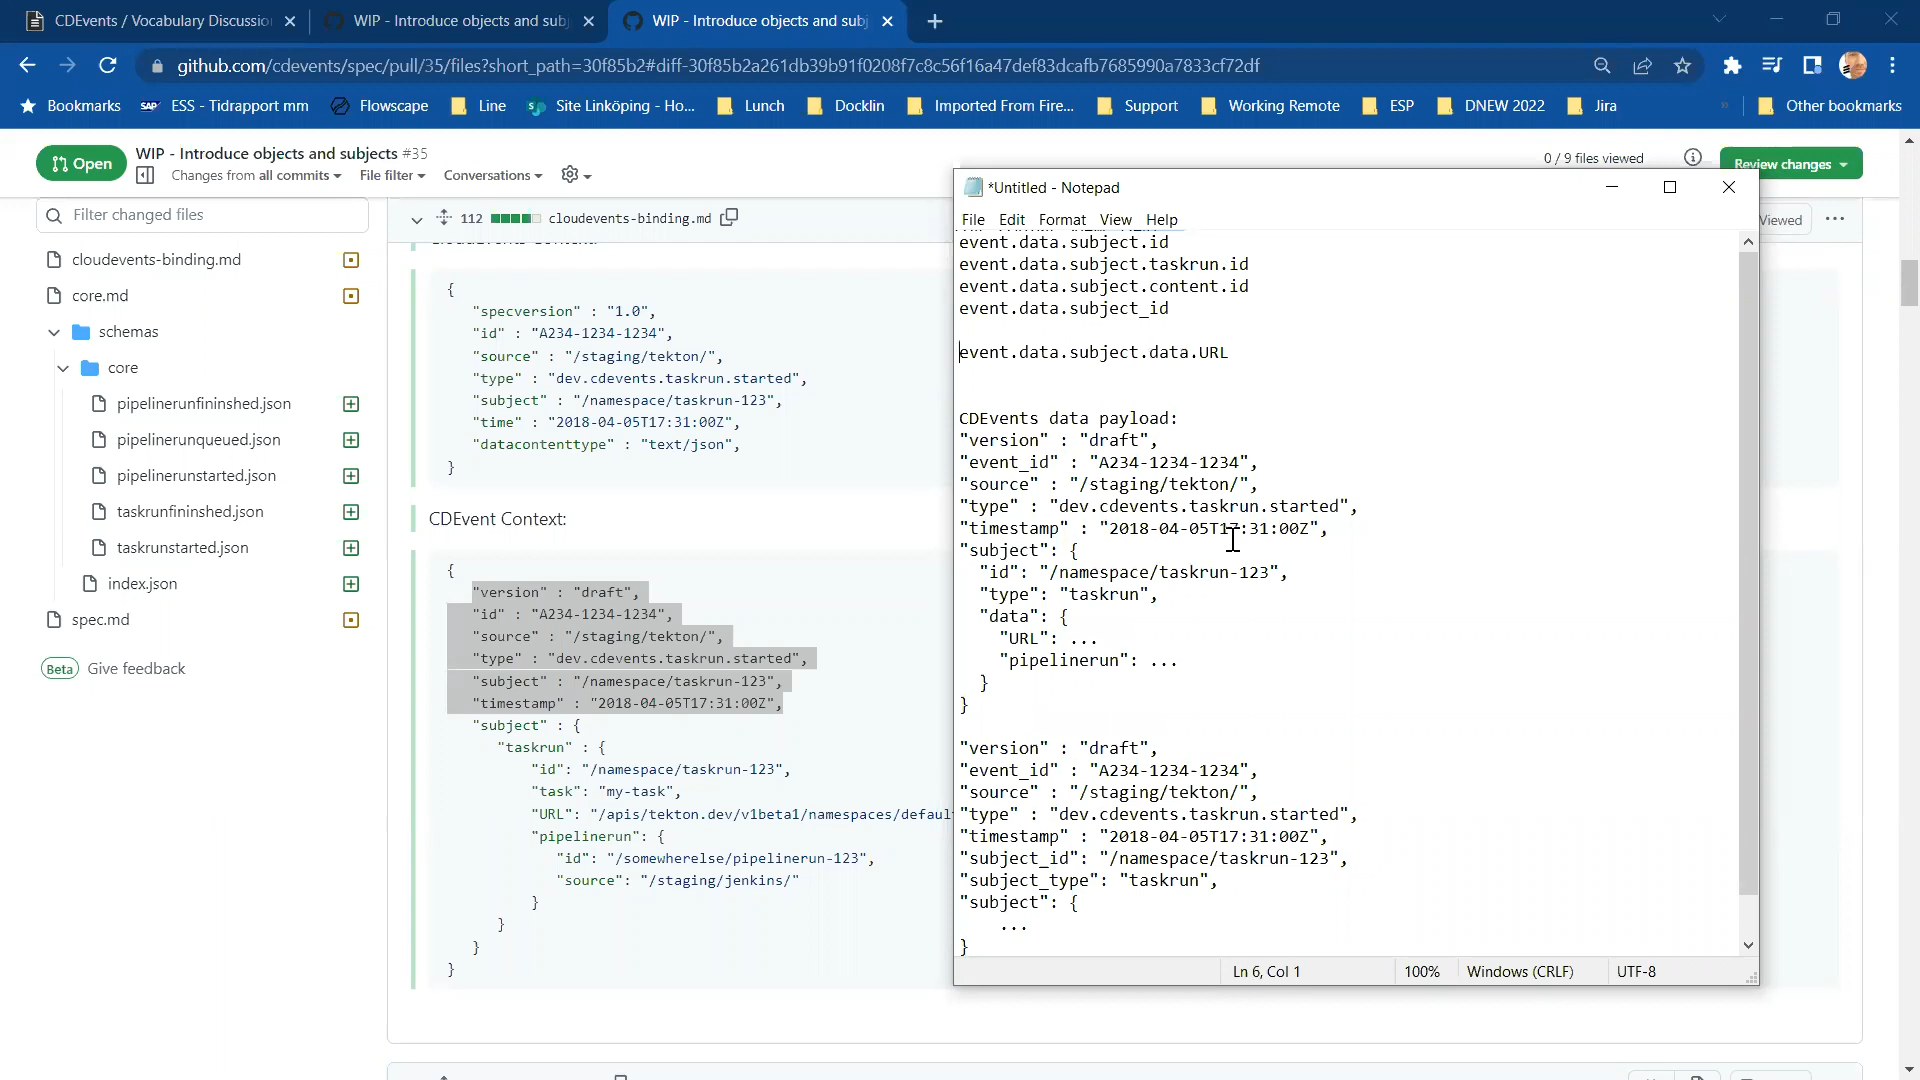 CDEvents / Vocabulary Discussion
WIP - Introduce objects and sub
WIP - Introduce objects and subj
github.com/cdevents/spec/pull/35/files?short_path=30f85b2#diff-30f85b2a261db39b91f0208f7c8c56f16a47def83dcafb7685990a7833cf72df
Bookmarks
SAP
ESS - Tidrapport mm
Flowscape
Line
Site Linköping - Ho...
Lunch
Docklin
Imported From Fire...
Support
Working Remote
ESP
DNEW 2022
Jira
»
Other bookmarks
Open
WIP - Introduce objects and subjects #35
Changes from all commits
File filter
Conversations
0 / 9 files viewed
Review changes
Filter changed files
cloudevents-binding.md
core.md
schemas
core
pipelinerunfininshed.json
pipelinerunqueued.json
pipelinerunstarted.json
taskrunfininshed.json
taskrunstarted.json
index.json
spec.md
Beta Give feedback
112 cloudevents-binding.md
Viewed
{
"specversion" : "1.0",
"id" : "A234-1234-1234",
"source" : "/staging/tekton/",
"type" : "dev.cdevents.taskrun.started",
"subject" : "/namespace/taskrun-123",
"time" : "2018-04-05T17:31:00Z",
"datacontenttype" : "text/json",
}
CDEvent Context:
{
"version" : "draft",
"id" : "A234-1234-1234",
"source" : "/staging/tekton/",
"type" : "dev.cdevents.taskrun.started",
"subject" : "/namespace/taskrun-123",
"timestamp" : "2018-04-05T17:31:00Z",
"subject" : {
"taskrun" : {
"id": "/namespace/taskrun-123",
"task": "my-task",
"URL": "/apis/tekton.dev/v1beta1/namespaces/defaul
"pipelinerun": {
"id": "/somewherelse/pipelinerun-123",
"source": "/staging/jenkins/"
}
}
}
}
*Untitled - Notepad
File Edit Format View Help
event.data.subject.id
event.data.subject.taskrun.id
event.data.subject.content.id
event.data.subject_id
event.data.subject.data.URL
CDEvents data payload:
"version" : "draft",
"event_id" : "A234-1234-1234",
"source" : "/staging/tekton/",
"type" : "dev.cdevents.taskrun.started",
"timestamp" : "2018-04-05T17:31:00Z",
"subject": {
"id": "/namespace/taskrun-123",
"type": "taskrun",
"data": {
"URL": ...
"pipelinerun": ...
}
}
"version" : "draft",
"event_id" : "A234-1234-1234",
"source" : "/staging/tekton/",
"type" : "dev.cdevents.taskrun.started",
"timestamp" : "2018-04-05T17:31:00Z",
"subject_id": "/namespace/taskrun-123",
"subject_type": "taskrun",
"subject": {
...
}
Ln 6, Col 1
100%
Windows (CRLF)
UTF-8